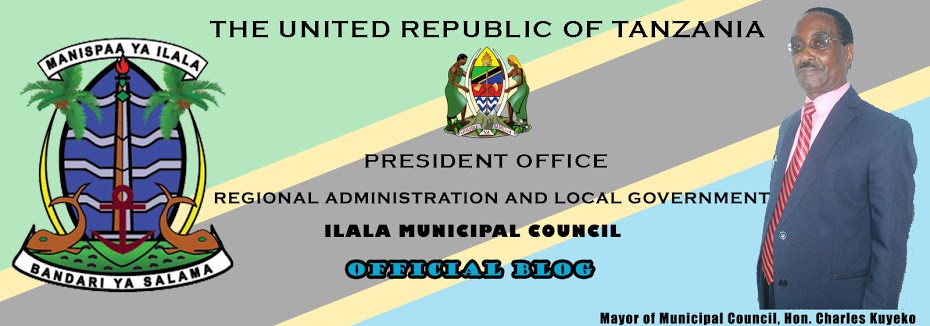 MANISPAA YA ILALA
BANDARI YA SALAMA
THE UNITED REPUBLIC OF TANZANIA
PRESIDENT OFFICE
REGIONAL ADMINISTRATION AND LOCAL GOVERNMENT
ILALA MUNICIPAL COUNCIL
OFFICIAL BLOG
Mayor of Municipal Council, Hon. Charles Kuyeko